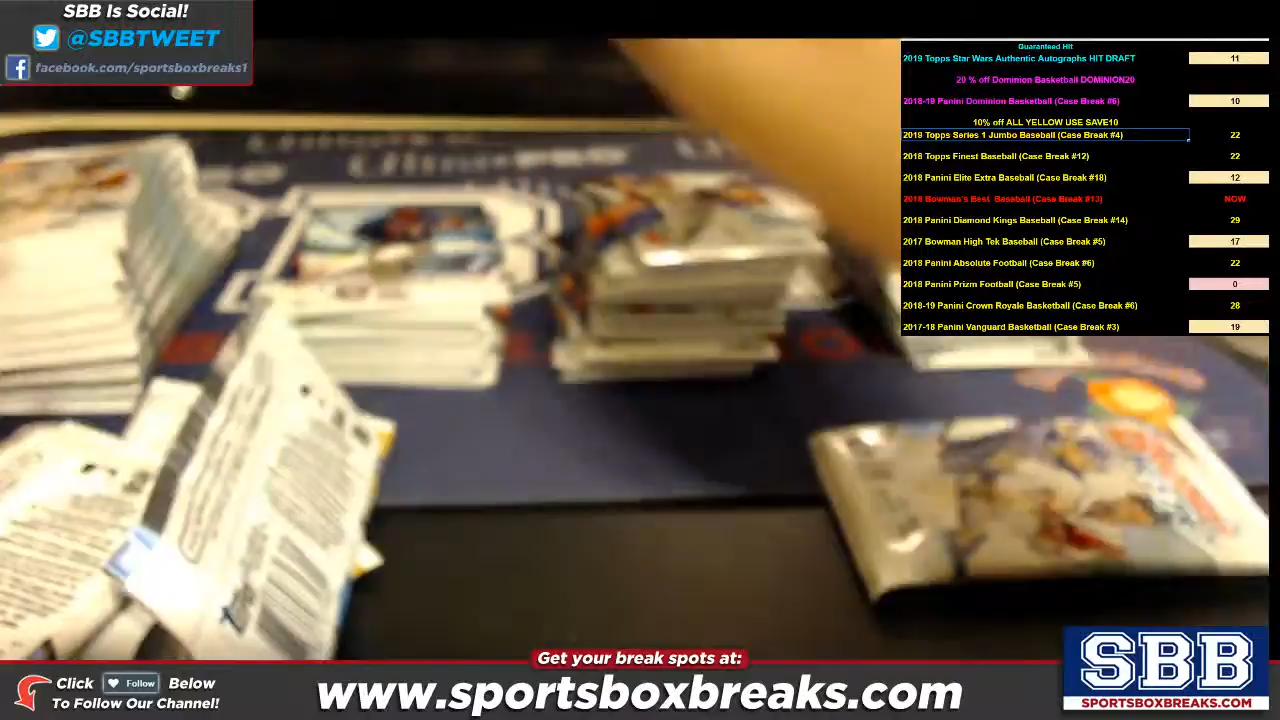 SBB Is Social!
@SBBTWEET
facebook.com/sportsboxbreaks1
Guaranteed Hit
2019 Topps Star Wars Authentic Autographs HIT DRAFT 11
20 % off Dominion Basketball DOMINION20
2018-19 Panini Dominion Basketball (Case Break #6) 10
10% off ALL YELLOW USE SAVE10
2019 Topps Series 1 Jumbo Baseball (Case Break #4) 22
2018 Topps Finest Baseball (Case Break #12) 22
2018 Panini Elite Extra Baseball (Case Break #18) 12
2018 Bowman's Best Baseball (Case Break #13) NOW
2018 Panini Diamond Kings Baseball (Case Break #14) 29
2017 Bowman High Tek Baseball (Case Break #5) 17
2018 Panini Absolute Football (Case Break #6) 22
2018 Panini Prizm Football (Case Break #5) 0
2018-19 Panini Crown Royale Basketball (Case Break #6) 28
2017-18 Panini Vanguard Basketball (Case Break #3) 19
Get your break spots at:
Click Follow Below
To Follow Our Channel!
www.sportsboxbreaks.com
SBB
SPORTSBOXBREAKS.COM